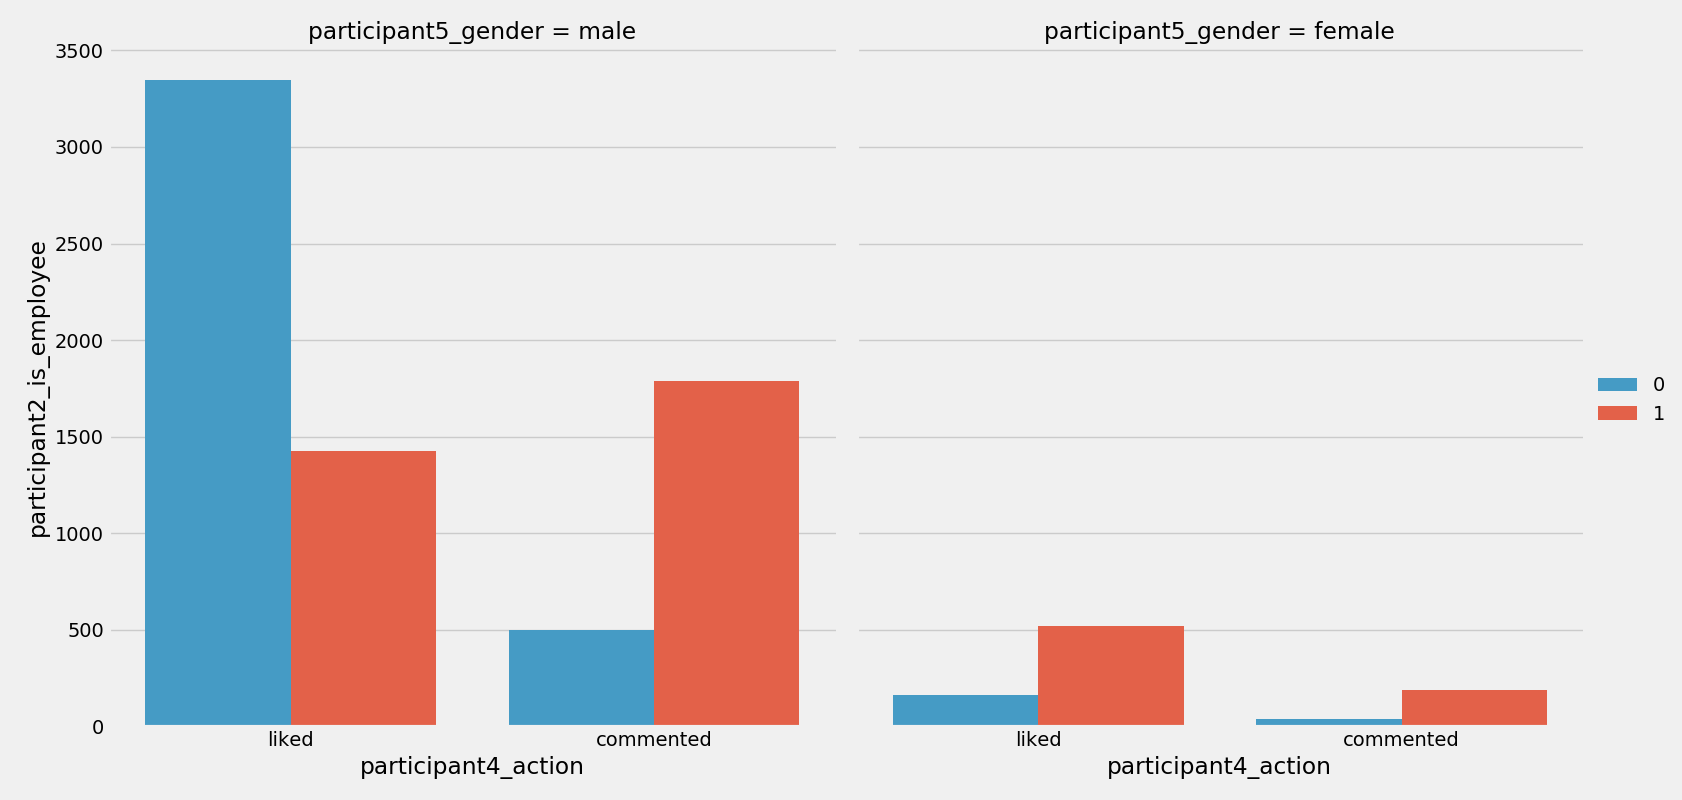 participant5_gender = male
participant5_gender = female
3500
3000
2500
2000
1500
1000
500
0
participant2_is_employee
liked
commented
liked
commented
participant4_action
participant4_action
0
1